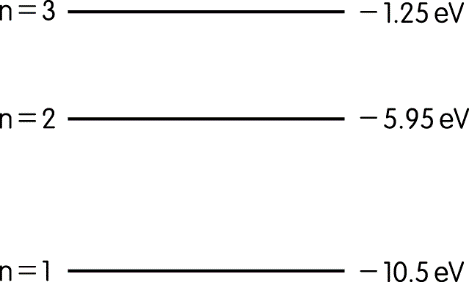 n = 3 − 1.25 eV
n = 2 − 5.95 eV
n = 1 − 10.5 eV